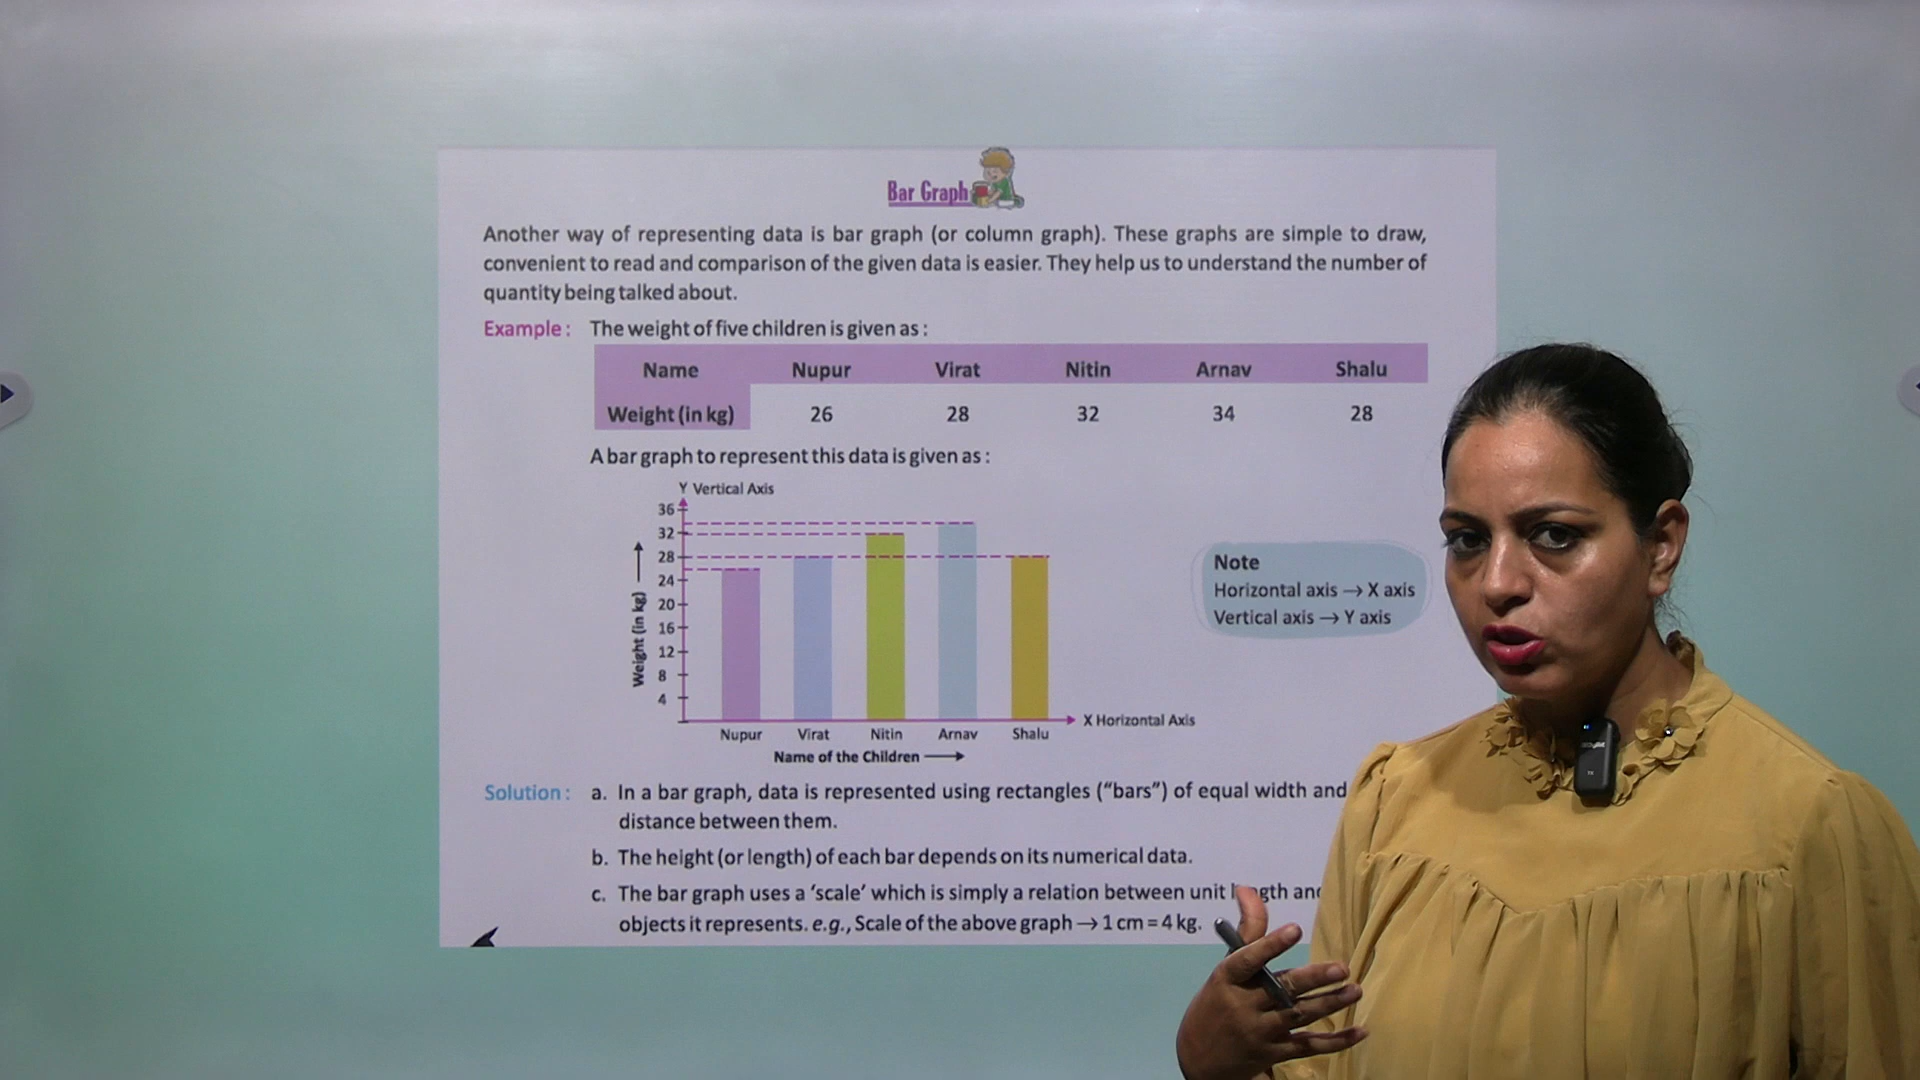 Bar Graph
Another way of representing data is bar graph (or column graph). These graphs are simple to draw,
convenient to read and comparison of the given data is easier. They help us to understand the number of
quantity being talked about.
Example : The weight of five children is given as :
Name Nupur Virat Nitin Arnav Shalu
Weight (in kg) 26 28 32 34 28
A bar graph to represent this data is given as :
Y Vertical Axis
36
32
28
24
20
16
12
8
4
Weight (in kg)
X Horizontal Axis
Nupur Virat Nitin Arnav Shalu
Name of the Children
Note
Horizontal axis → X axis
Vertical axis → Y axis
Solution : a. In a bar graph, data is represented using rectangles (“bars”) of equal width and
distance between them.
b. The height (or length) of each bar depends on its numerical data.
c. The bar graph uses a ‘scale’ which is simply a relation between unit length and
objects it represents. e.g., Scale of the above graph → 1 cm = 4 kg.